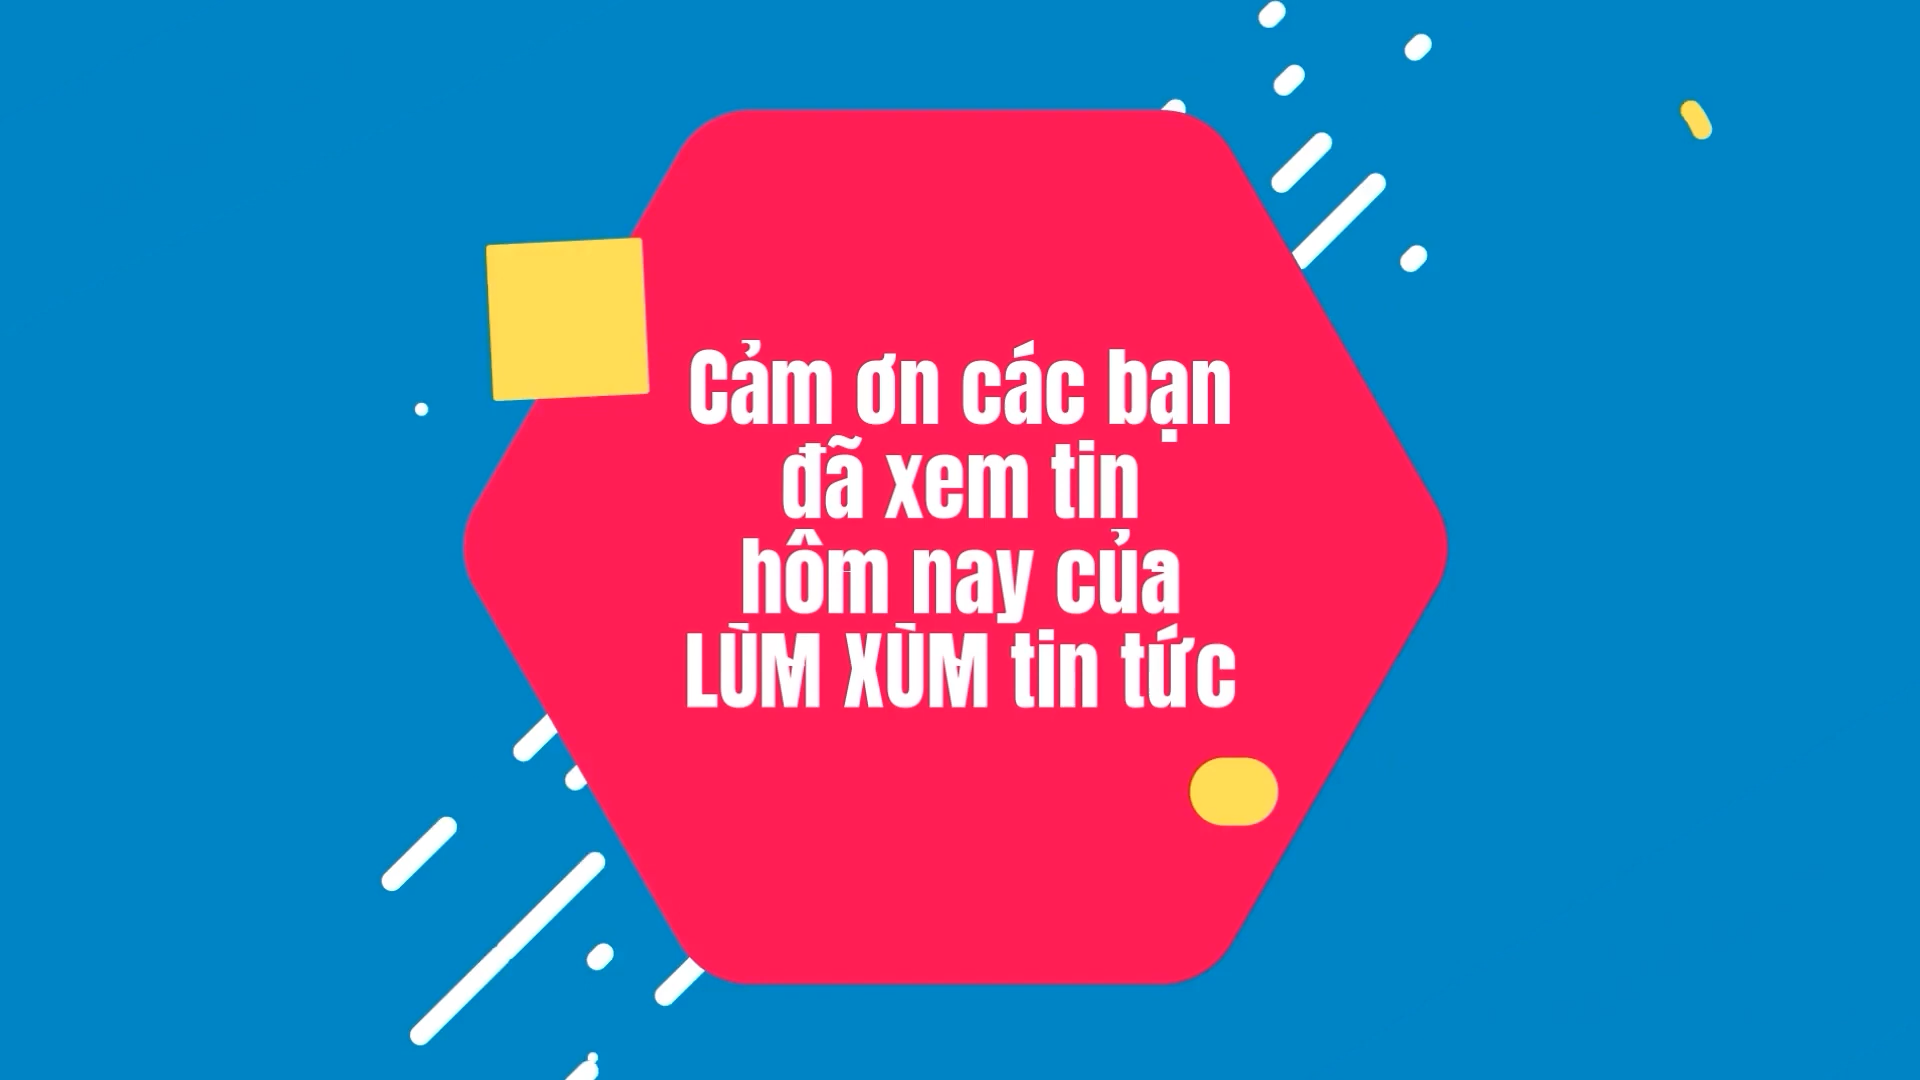 Cảm ơn các bạn
đã xem tin
hôm nay của
LÙM XÙM tin tức